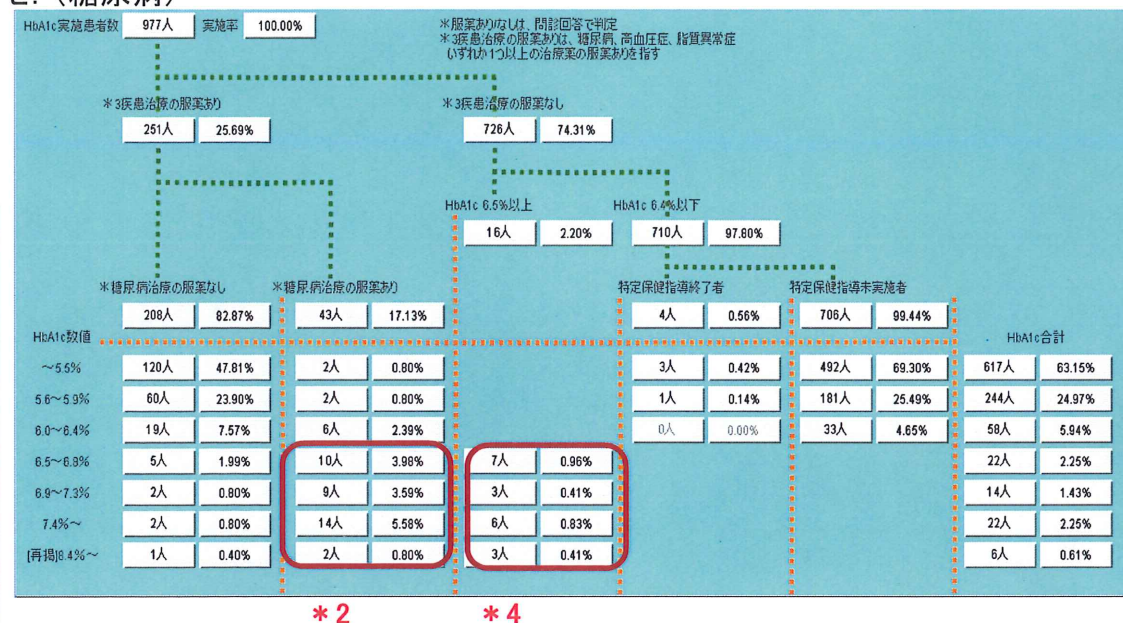 HbA1c実施患者数 977人 実施率 100.00%
＊服薬ありなしは、問診回答で判定
＊3疾患治療の服薬ありは、糖尿病、高血圧症、脂質異常症
いずれか1つ以上の治療薬の服薬ありを指す
＊3疾患治療の服薬あり ＊3疾患治療の服薬なし
251人 25.69% 726人 74.31%
HbA1c 6.5%以上 HbA1c 6.4%以下
16人 2.20% 710人 97.80%
＊糖尿病治療の服薬なし ＊糖尿病治療の服薬あり 特定保健指導終了者 特定保健指導未実施者
208人 82.87% 43人 17.13% 4人 0.56% 706人 99.44%
HbA1c数値 HbA1c合計
～5.5% 120人 47.81% 2人 0.80% 3人 0.42% 492人 69.30% 617人 63.15%
5.6～5.9% 60人 23.90% 2人 0.80% 1人 0.14% 181人 25.49% 244人 24.97%
6.0～6.4% 19人 7.57% 6人 2.39% 0人 0.00% 33人 4.65% 58人 5.94%
6.5～6.8% 5人 1.99% 10人 3.98% 7人 0.96% 22人 2.25%
6.9～7.3% 2人 0.80% 9人 3.59% 3人 0.41% 14人 1.43%
7.4%～ 2人 0.80% 14人 5.58% 6人 0.83% 22人 2.25%
[再掲]8.4%～ 1人 0.40% 2人 0.80% 3人 0.41% 6人 0.61%
＊2 ＊4